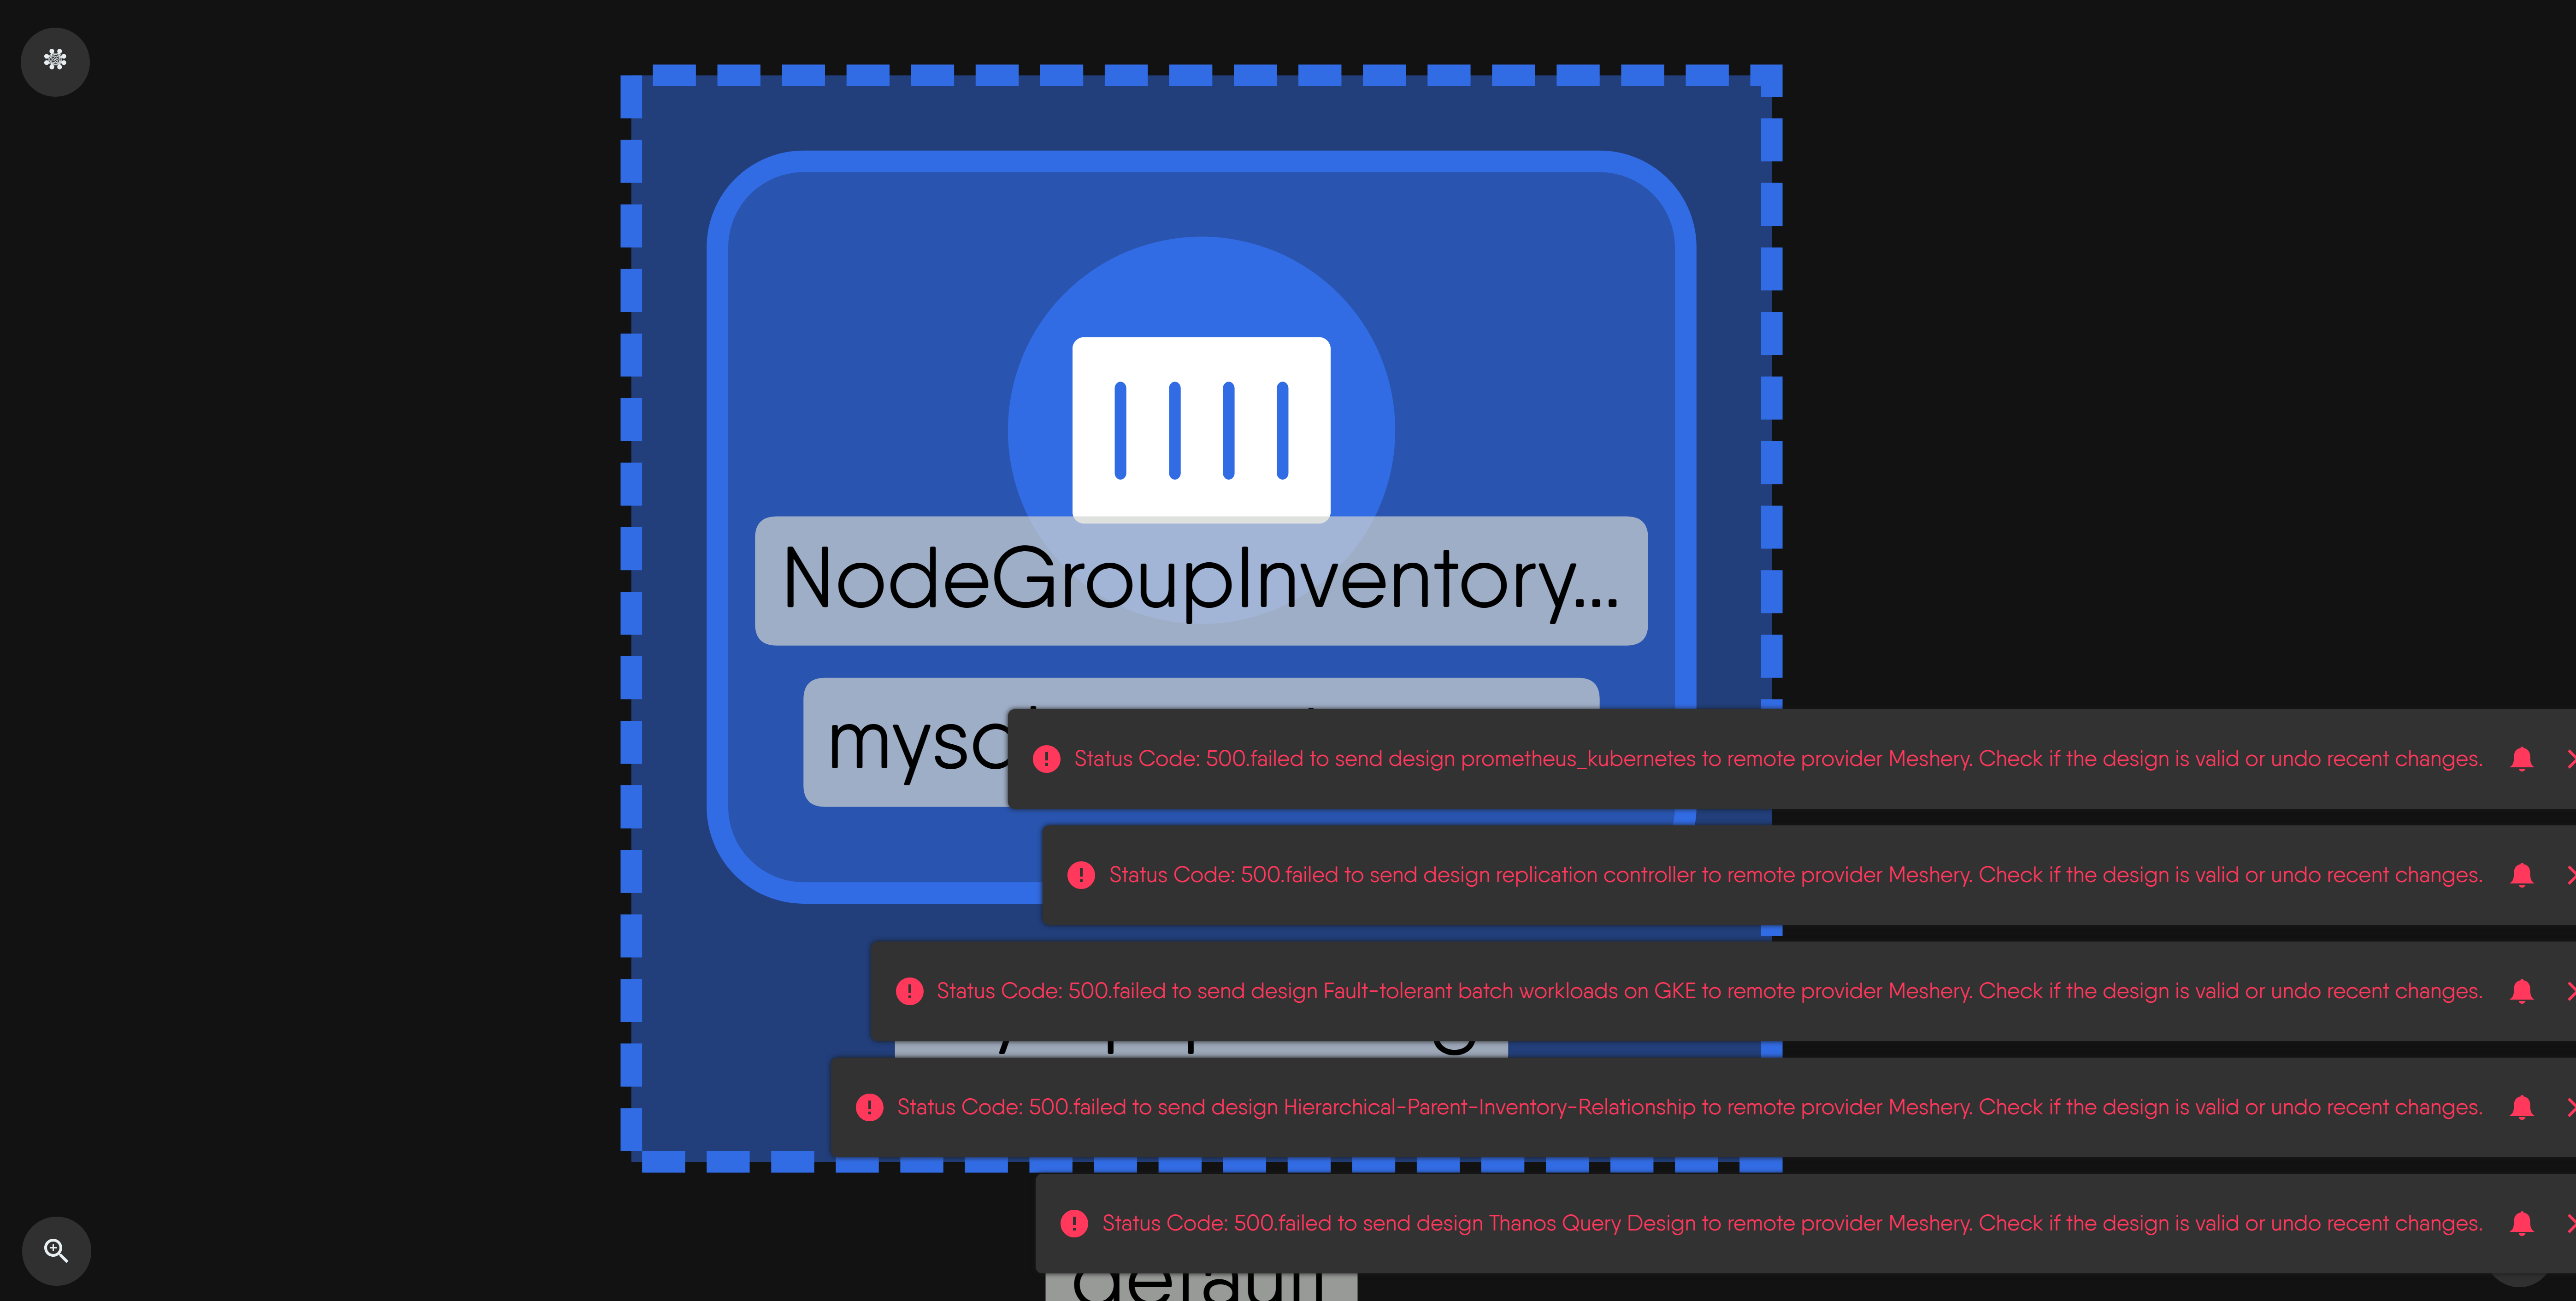 NodeGroupInventory...
Status Code: 500.failed to send design prometheus_kubernetes to remote provider Meshery. Check if the design is valid or undo recent changes.
Status Code: 500.failed to send design replication controller to remote provider Meshery. Check if the design is valid or undo recent changes.
Status Code: 500.failed to send design Fault-tolerant batch workloads on GKE to remote provider Meshery. Check if the design is valid or undo recent changes.
Status Code: 500.failed to send design Hierarchical-Parent-Inventory-Relationship to remote provider Meshery. Check if the design is valid or undo recent changes.
Status Code: 500.failed to send design Thanos Query Design to remote provider Meshery. Check if the design is valid or undo recent changes.
default